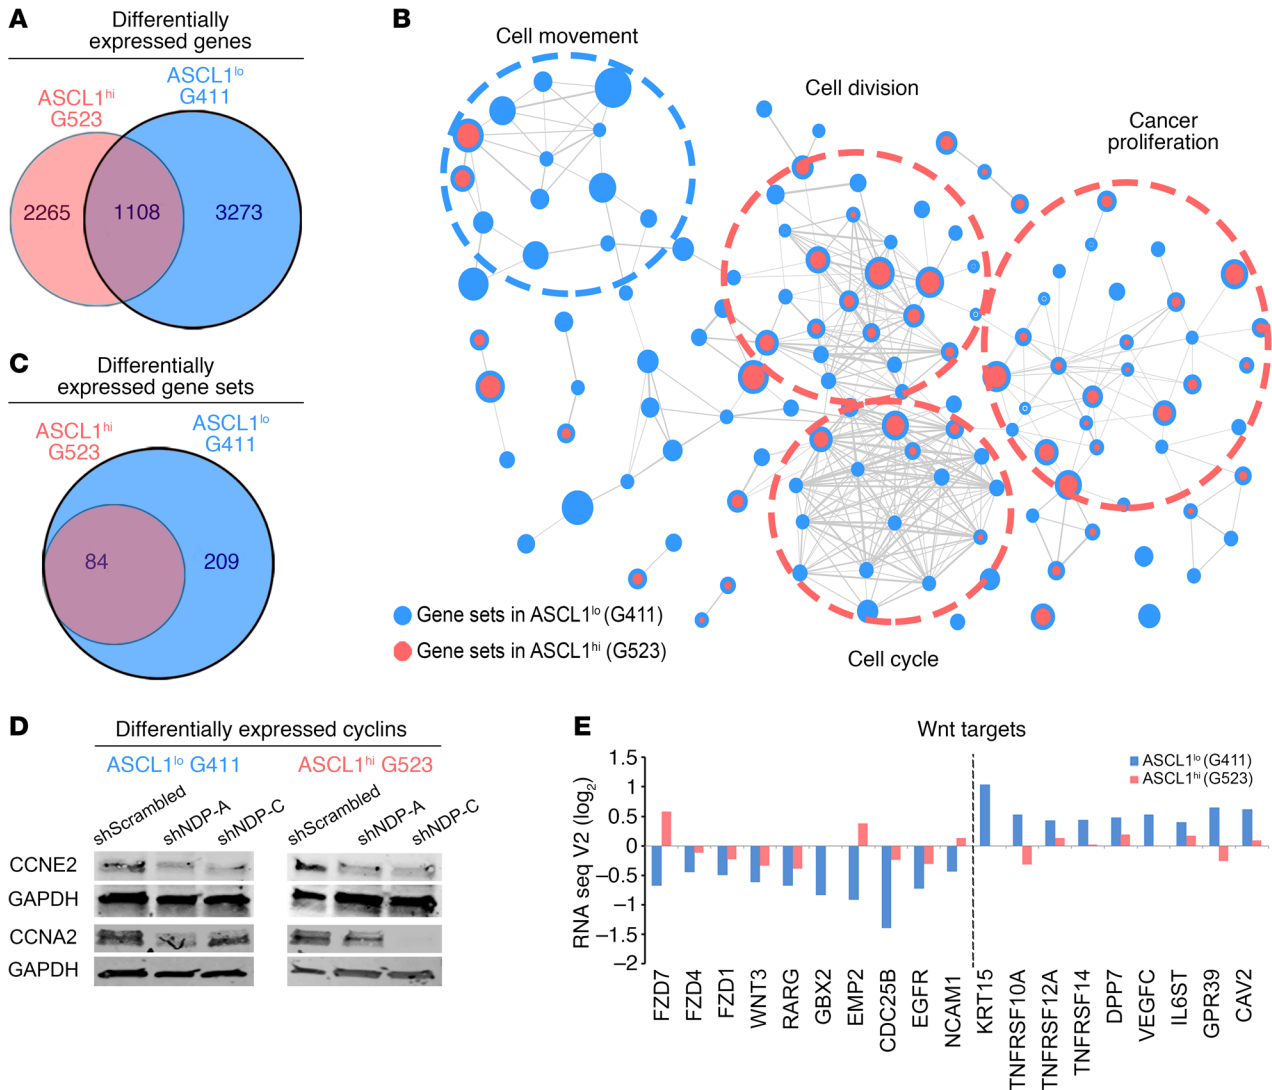 A
Differentially
expressed genes
ASCL1hi
G523
ASCL1lo
G411
2265
1108
3273
B
Cell movement
Cell division
Cancer
proliferation
Cell cycle
Gene sets in ASCL1lo (G411)
Gene sets in ASCL1hi (G523)
C
Differentially
expressed gene sets
ASCL1hi
G523
ASCL1lo
G411
84
209
D
Differentially expressed cyclins
ASCL1lo G411
ASCL1hi G523
shScrambled
shNDP-A
shNDP-C
shScrambled
shNDP-A
shNDP-C
CCNE2
GAPDH
CCNA2
GAPDH
E
Wnt targets
ASCL1lo (G411)
ASCL1hi (G523)
RNA seq V2 (log2)
1.5
1
0.5
0
−0.5
−1
−1.5
−2
FZD7
FZD4
FZD1
WNT3
RARG
GBX2
EMP2
CDC25B
EGFR
NCAM1
KRT15
TNFRSF10A
TNFRSF12A
TNFRSF14
DPP7
VEGFC
IL6ST
GPR39
CAV2